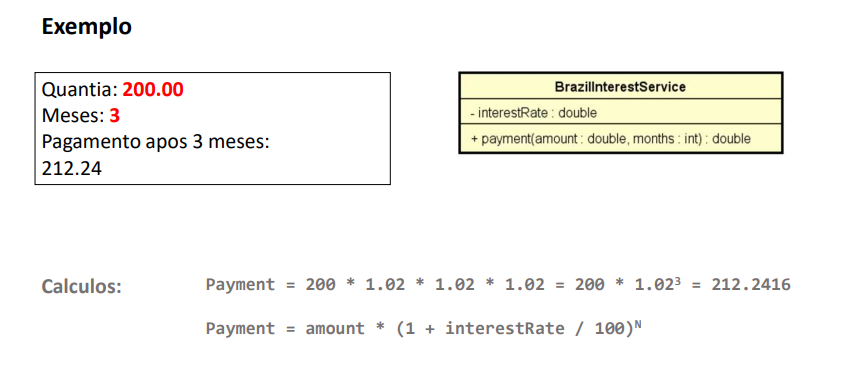 Exemplo
Quantia: 200.00
Meses: 3
Pagamento apos 3 meses:
212.24
BrazilInterestService
- interestRate : double
+ payment(amount : double, months : int) : double
Calculos:
Payment = 200 * 1.02 * 1.02 * 1.02 = 200 * 1.02³ = 212.2416
Payment = amount * (1 + interestRate / 100)ᴺ